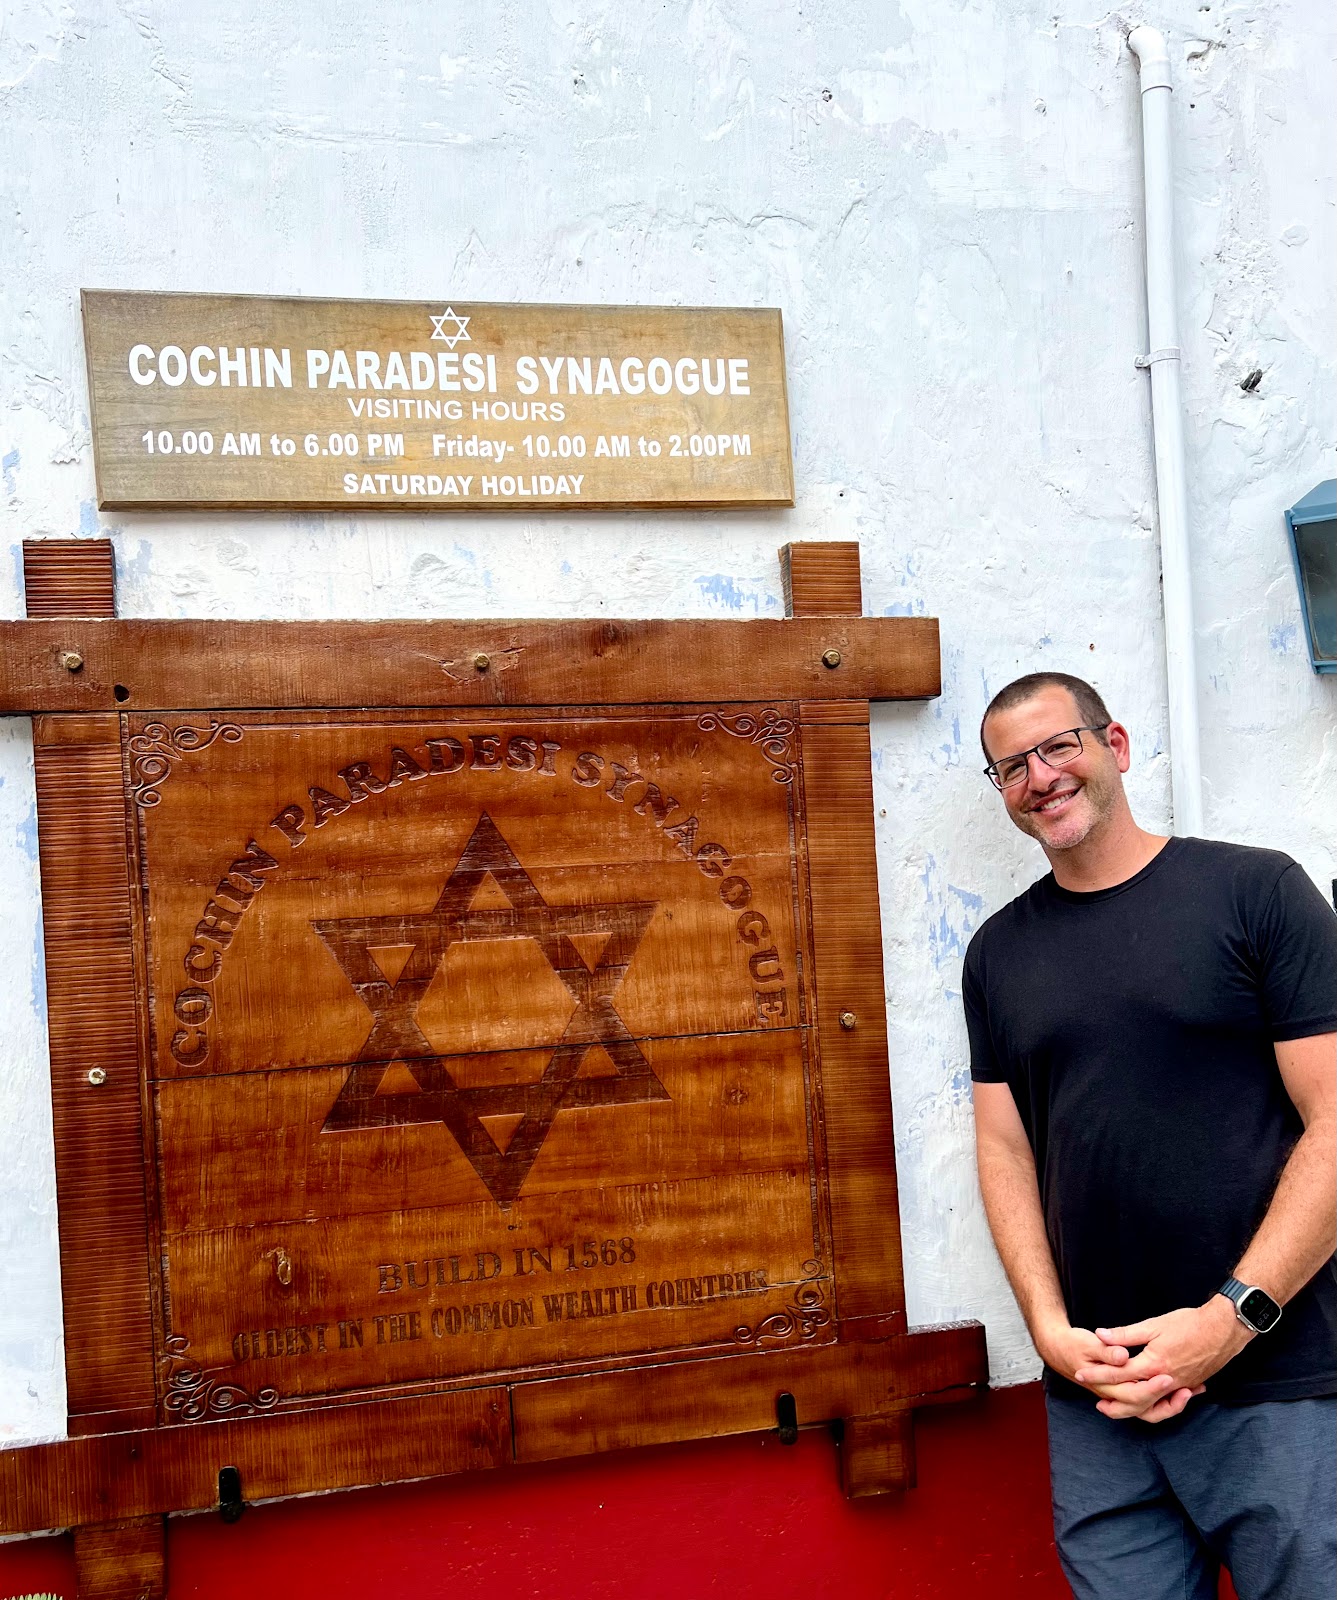 COCHIN PARADESI SYNAGOGUE
VISITING HOURS
10.00 AM to 6.00 PM Friday- 10.00 AM to 2.00PM
SATURDAY HOLIDAY
COCHIN PARADESI SYNAGOGUE
BUILD IN 1568
OLDEST IN THE COMMON WEALTH COUNTRIES